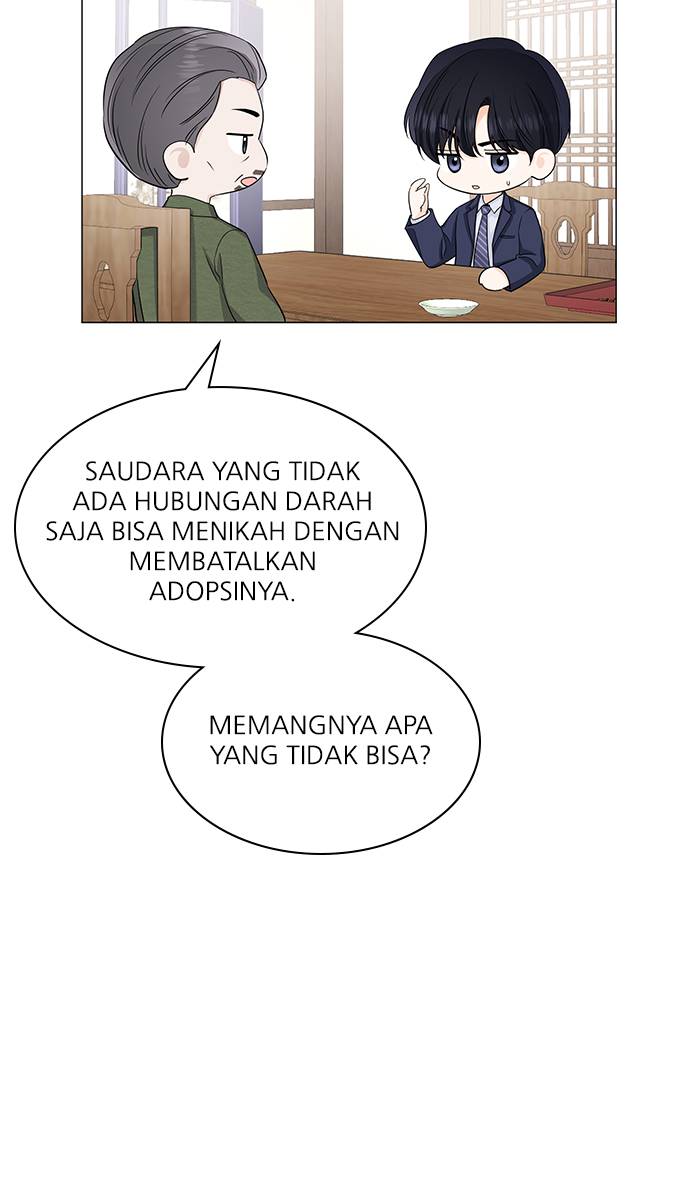 SAUDARA YANG TIDAK
ADA HUBUNGAN DARAH
SAJA BISA MENIKAH DENGAN
MEMBATALKAN
ADOPSINYA.
MEMANGNYA APA
YANG TIDAK BISA?